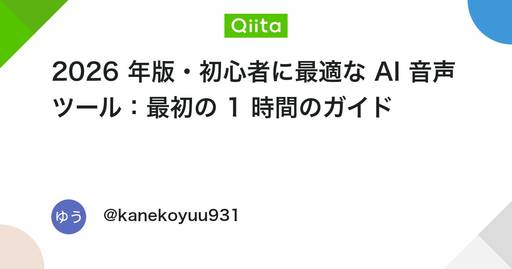 Qiita
2026 年版・初心者に最適な AI 音声
ツール：最初の 1 時間のガイド
ゆう
@kanekoyuu931